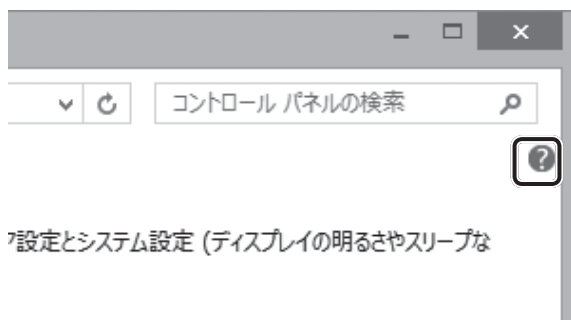 コントロール パネルの検索
?
ア設定とシステム設定 (ディスプレイの明るさやスリープな